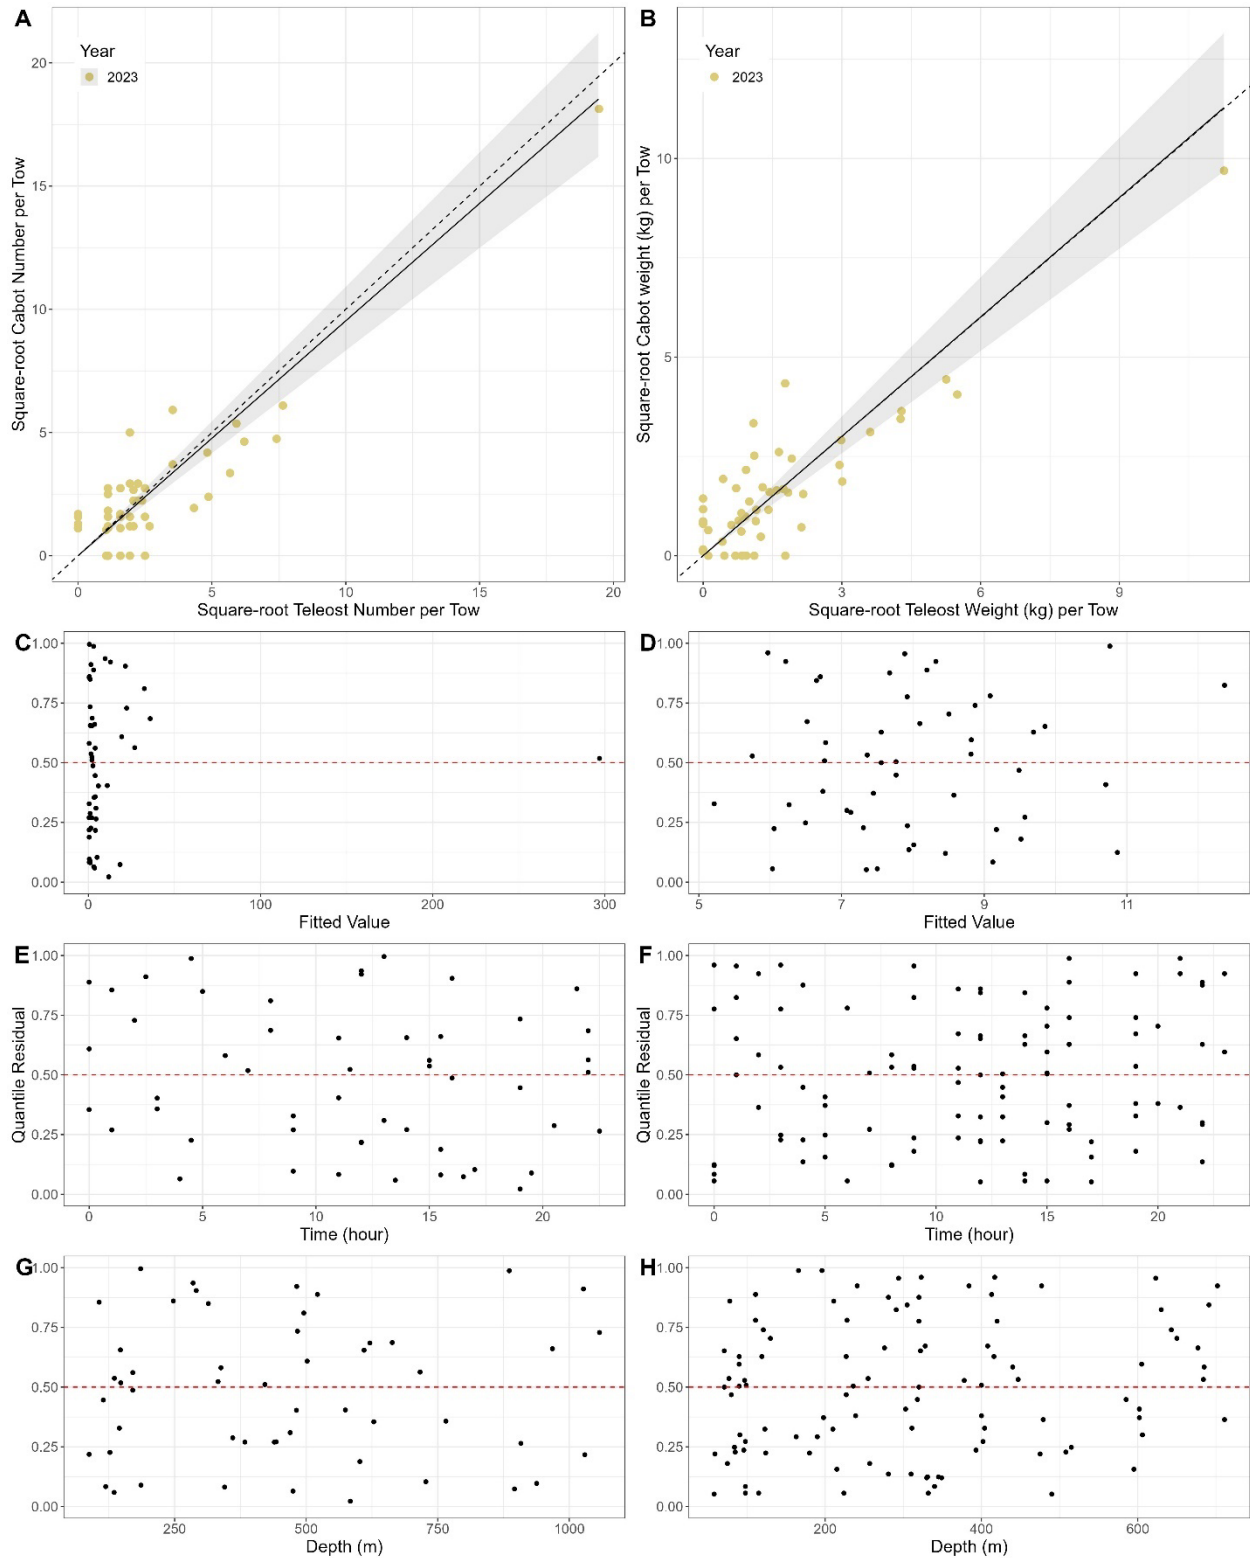 A
B
Year
2023
Year
2023
20
15
10
5
0
Square-root Cabot Number per Tow
10
5
0
Square-root Cabot weight (kg) per Tow
0 5 10 15 20
Square-root Teleost Number per Tow
0 3 6 9
Square-root Teleost Weight (kg) per Tow
C
1.00
0.75
0.50
0.25
0.00
0 100 200 300
Fitted Value
D
1.00
0.75
0.50
0.25
0.00
5 7 9 11
Fitted Value
E
1.00
0.75
0.50
0.25
0.00
Quantile Residual
0 5 10 15 20
Time (hour)
F
1.00
0.75
0.50
0.25
0.00
Quantile Residual
0 5 10 15 20
Time (hour)
G
1.00
0.75
0.50
0.25
0.00
250 500 750 1000
Depth (m)
H
1.00
0.75
0.50
0.25
0.00
200 400 600
Depth (m)